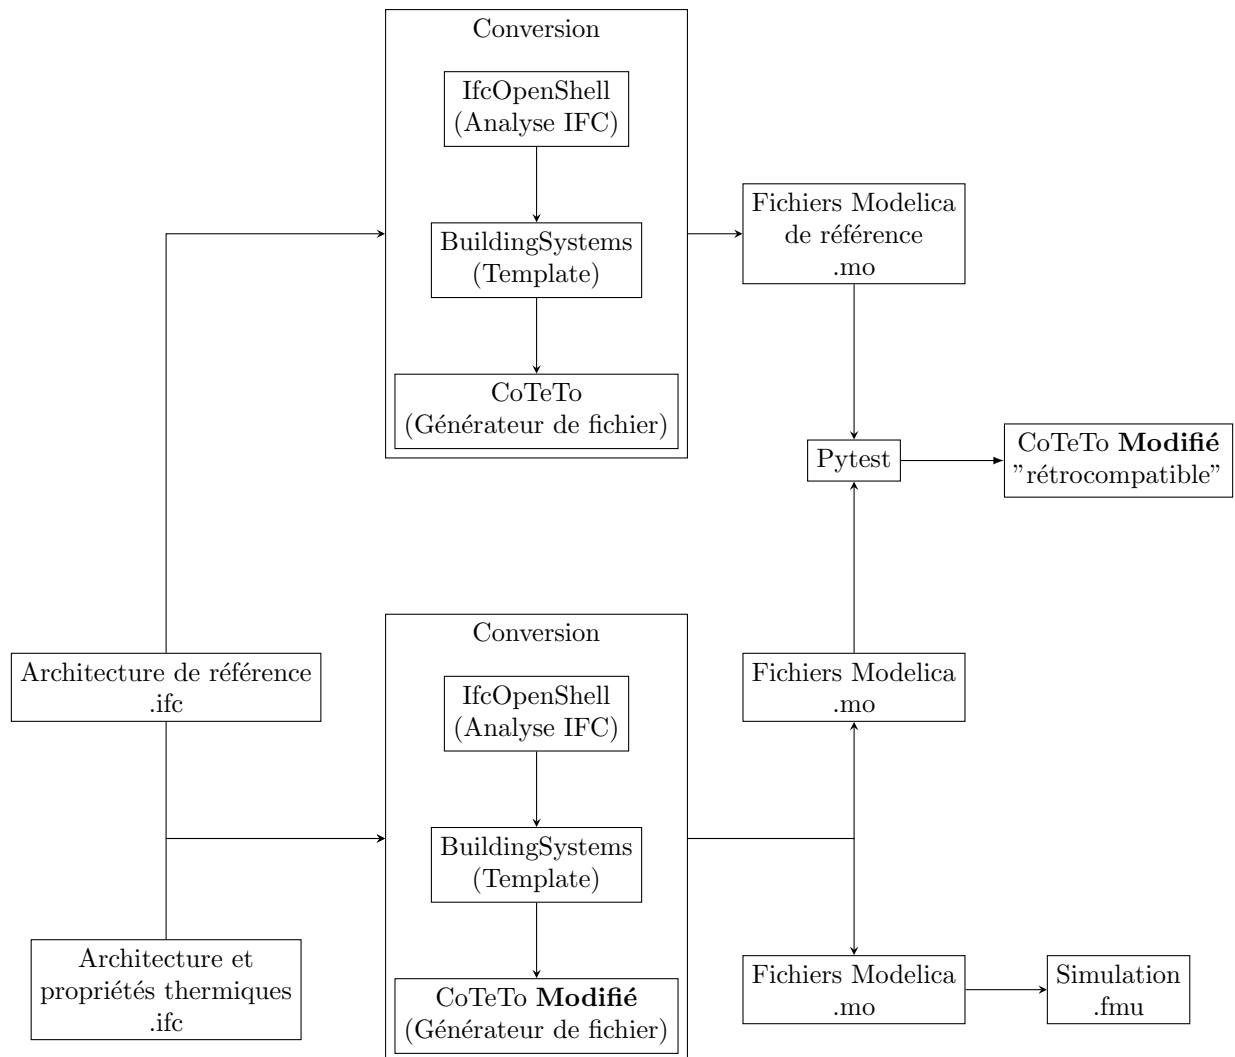 Conversion
IfcOpenShell
(Analyse IFC)
BuildingSystems
(Template)
CoTeTo
(Générateur de fichier)
Fichiers Modelica
de référence
.mo
Pytest
CoTeTo Modifié
”rétrocompatible”
Architecture de référence
.ifc
Conversion
IfcOpenShell
(Analyse IFC)
BuildingSystems
(Template)
CoTeTo Modifié
(Générateur de fichier)
Fichiers Modelica
.mo
Architecture et
propriétés thermiques
.ifc
Fichiers Modelica
.mo
Simulation
.fmu